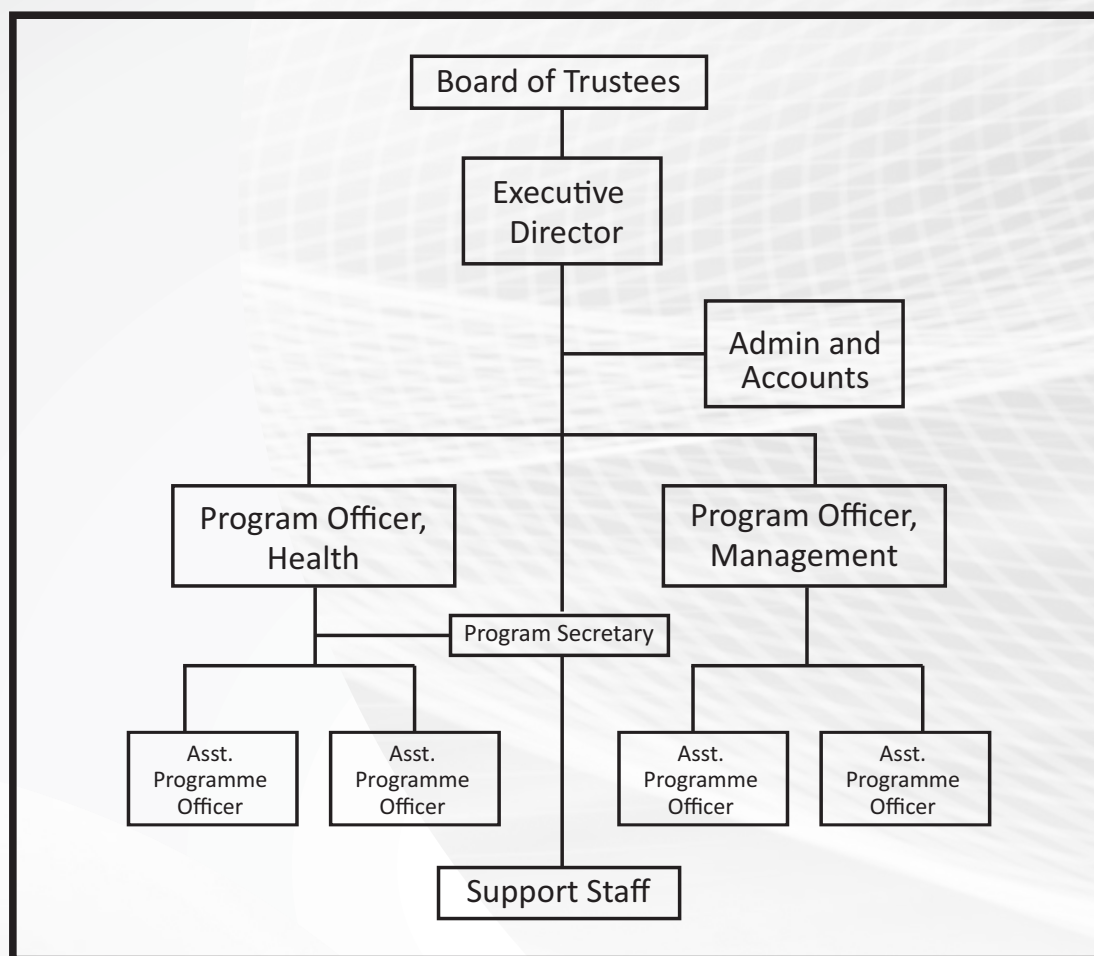 Board of Trustees
Executive
Director
Admin and
Accounts
Program Officer,
Health
Program Officer,
Management
Program Secretary
Asst.
Programme
Officer
Asst.
Programme
Officer
Asst.
Programme
Officer
Asst.
Programme
Officer
Support Staff